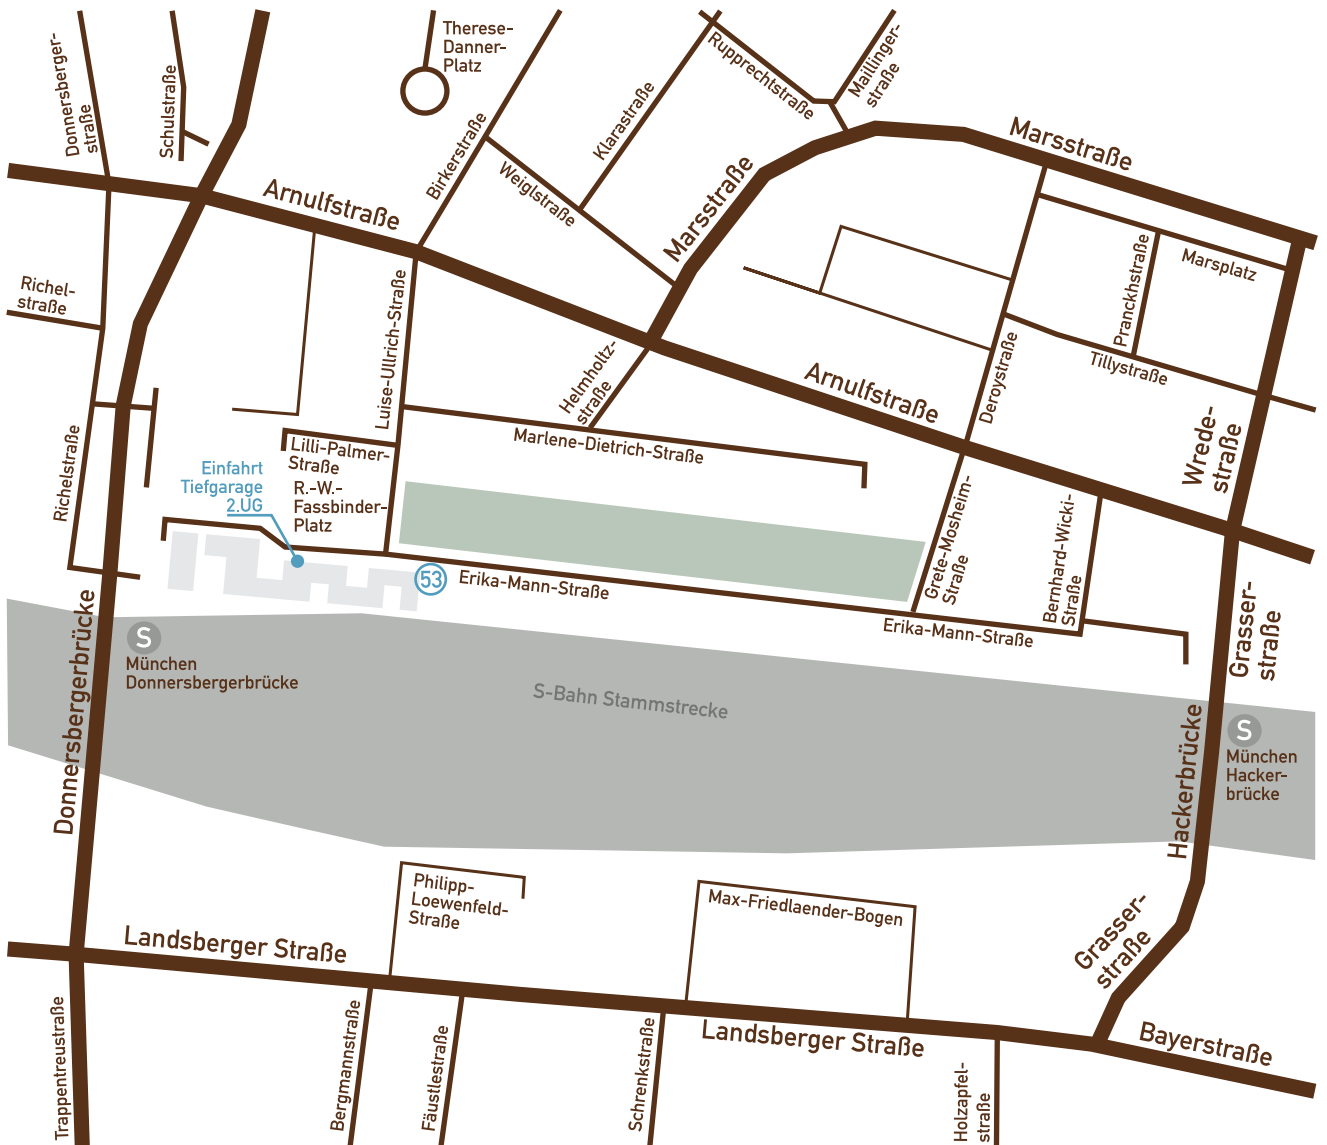 Donnersberger-
straße
Schulstraße
Therese-
Danner-
Platz
Birkerstraße
Klarastraße
Rupprechtstraße
Maillinger-
straße
Weiglstraße
Marsstraße
Marsstraße
Arnulfstraße
Richel-
straße
Luise-Ullrich-Straße
Helmholtz-
straße
Pranckhstraße
Marsplatz
Tillystraße
Deroystraße
Arnulfstraße
Wrede-
straße
Richelstraße
Lilli-Palmer-
Straße
Marlene-Dietrich-Straße
Einfahrt
Tiefgarage
2.UG
R.-W.-
Fassbinder-
Platz
53
Erika-Mann-Straße
Grete-Mosheim-
Straße
Bernhard-Wicki-
Straße
Erika-Mann-Straße
Grasser-
straße
S
München
Donnersbergerbrücke
Donnersbergerbrücke
S-Bahn Stammstrecke
Hackerbrücke
S
München
Hacker-
brücke
Philipp-
Loewenfeld-
Straße
Max-Friedlaender-Bogen
Grasser-
straße
Landsberger Straße
Landsberger Straße
Bayerstraße
Trappentreustraße
Bergmannstraße
Fäustlestraße
Schrenkstraße
Holzapfel-
straße